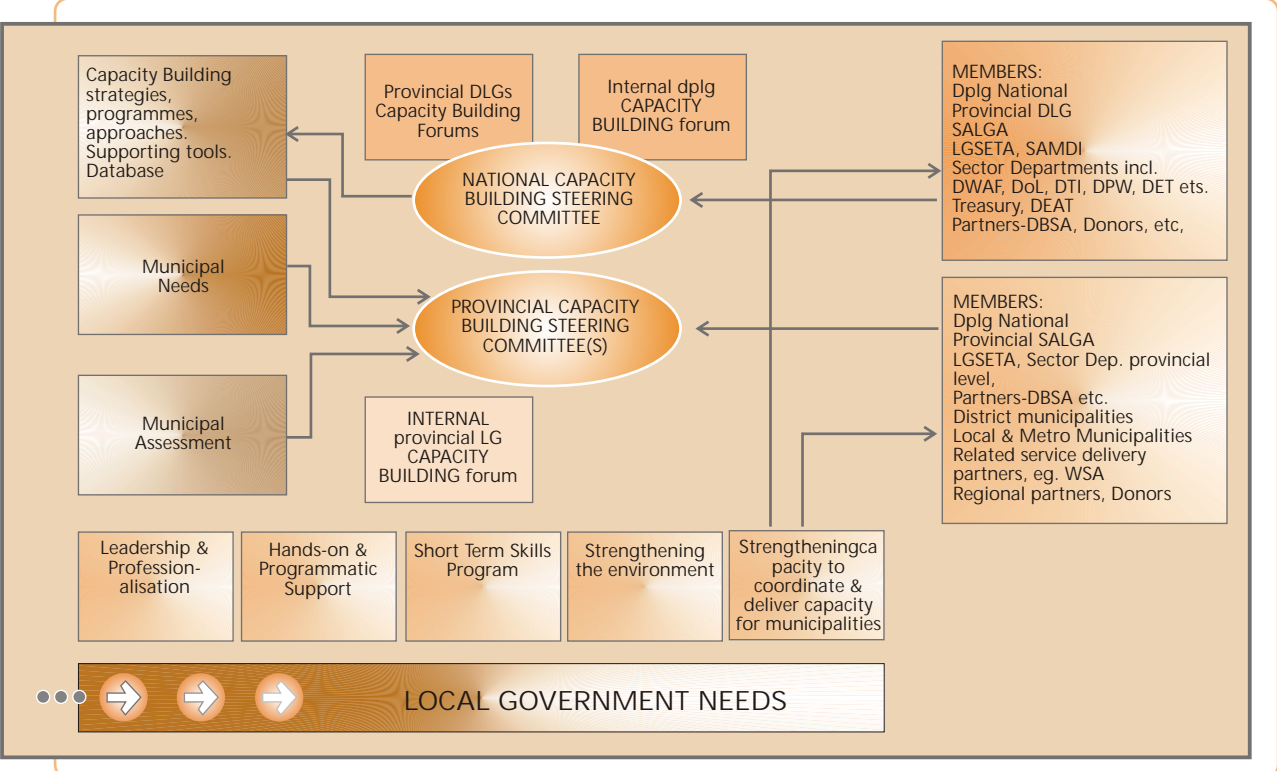 Capacity Building
strategies,
programmes,
approaches.
Supporting tools.
Database
Provincial DLGs
Capacity Building
Forums
Internal dplg
CAPACITY
BUILDING forum
MEMBERS:
Dplg National
Provincial DLG
SALGA
LGSETA, SAMDI
Sector Departments incl.
DWAF, DoL, DTI, DPW, DET ets.
Treasury, DEAT
Partners-DBSA, Donors, etc,
NATIONAL CAPACITY
BUILDING STEERING
COMMITTEE
Municipal
Needs
PROVINCIAL CAPACITY
BUILDING STEERING
COMMITTEE(S)
MEMBERS:
Dplg National
Provincial SALGA
LGSETA, Sector Dep. provincial
level,
Partners-DBSA etc.
District municipalities
Local & Metro Municipalities
Related service delivery
partners, eg. WSA
Regional partners, Donors
Municipal
Assessment
INTERNAL
provincial LG
CAPACITY
BUILDING forum
Leadership &
Profession-
alisation
Hands-on &
Programmatic
Support
Short Term Skills
Program
Strengthening
the environment
Strengtheningca
pacity to
coordinate &
deliver capacity
for municipalities
LOCAL GOVERNMENT NEEDS